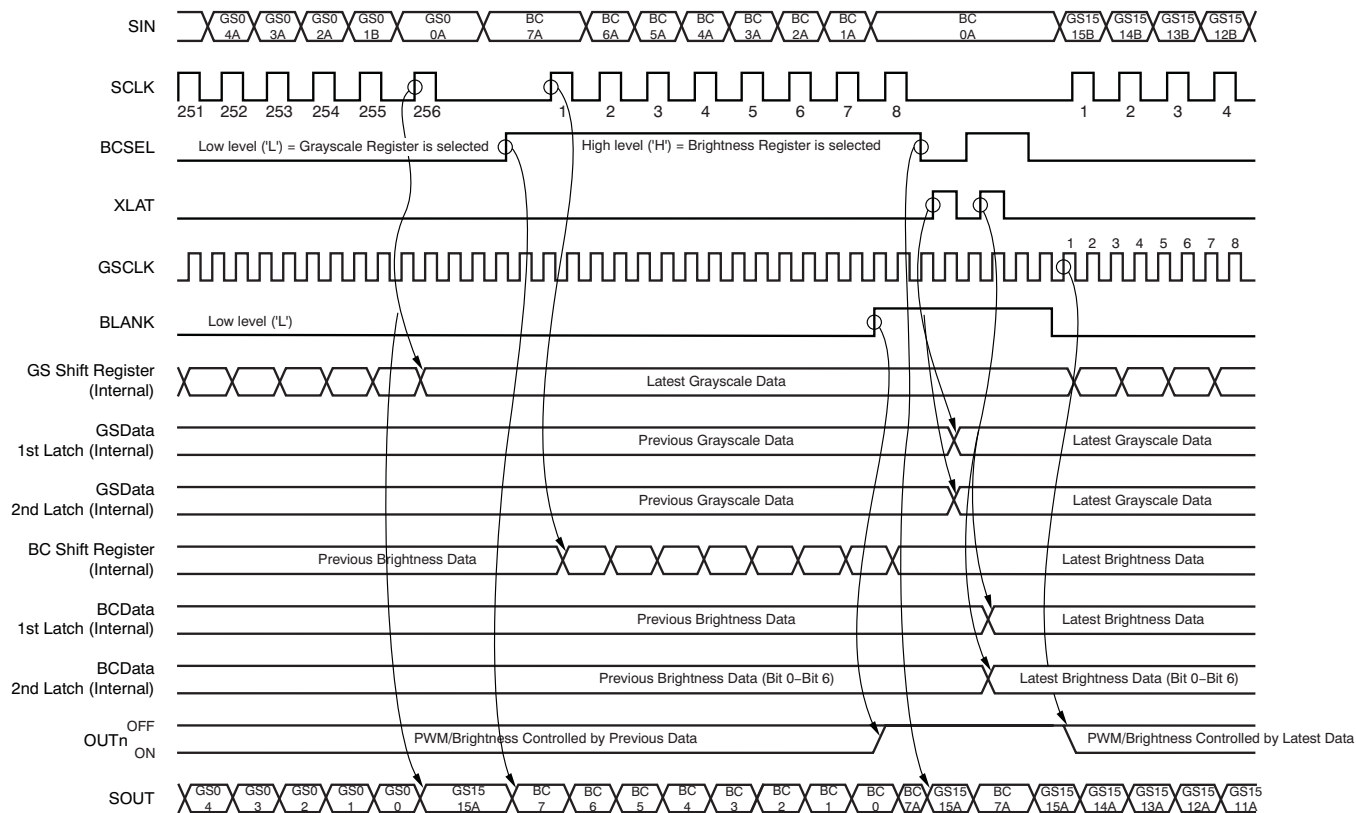 SIN
GS0 4A
GS0 3A
GS0 2A
GS0 1B
GS0 0A
BC 7A
BC 6A
BC 5A
BC 4A
BC 3A
BC 2A
BC 1A
BC 0A
GS15 15B
GS15 14B
GS15 13B
GS15 12B
SCLK
251 252 253 254 255 256 1 2 3 4 5 6 7 8 1 2 3 4
BCSEL
Low level ('L') = Grayscale Register is selected
High level ('H') = Brightness Register is selected
XLAT
GSCLK
1 2 3 4 5 6 7 8
BLANK
Low level ('L')
GS Shift Register
(Internal)
Latest Grayscale Data
GSData
1st Latch (Internal)
Previous Grayscale Data
Latest Grayscale Data
GSData
2nd Latch (Internal)
Previous Grayscale Data
Latest Grayscale Data
BC Shift Register
(Internal)
Previous Brightness Data
Latest Brightness Data
BCData
1st Latch (Internal)
Previous Brightness Data
Latest Brightness Data
BCData
2nd Latch (Internal)
Previous Brightness Data (Bit 0–Bit 6)
Latest Brightness Data (Bit 0–Bit 6)
OUTn
OFF
ON
PWM/Brightness Controlled by Previous Data
PWM/Brightness Controlled by Latest Data
SOUT
GS0 4
GS0 3
GS0 2
GS0 1
GS0 0
GS15 15A
BC 7
BC 6
BC 5
BC 4
BC 3
BC 2
BC 1
BC 0
BC 7A
GS15 15A
BC 7A
GS15 15A
GS15 14A
GS15 13A
GS15 12A
GS15 11A